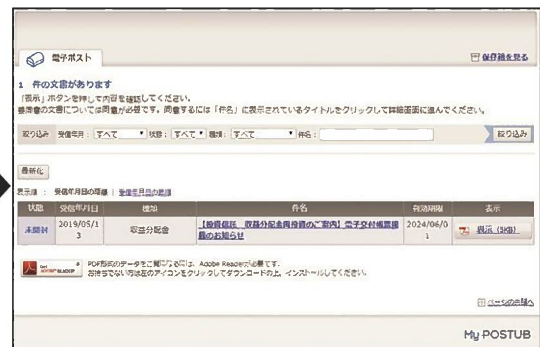 電子ポスト
保存箱を見る
1 件の文書があります
「表示」ボタンを押して内容を確認してください。
要同意の文書については同意が必要です。同意するには「件名」に表示されているタイトルをクリックして詳細画面に進んでください。
絞り込み 受信年月： すべて 状態： すべて 種類： すべて 件名： 絞り込み
最新化
表示順 ： 受信年月日の降順 | 受信年月日の昇順
状態 受信年月日 種類 件名 有効期限 表示
未開封 2019/05/13 収益分配金 【投資信託 収益分配金再投資のご案内】電子交付帳票掲載のお知らせ 2024/06/01 表示 (5KB)
Get ADOBE READER
PDF形式のデータをご覧になるには、Adobe Readerが必要です。
お持ちでない方は左のアイコンをクリックしてダウンロードの上、インストールしてください。
ページの先頭へ
My POSTUB